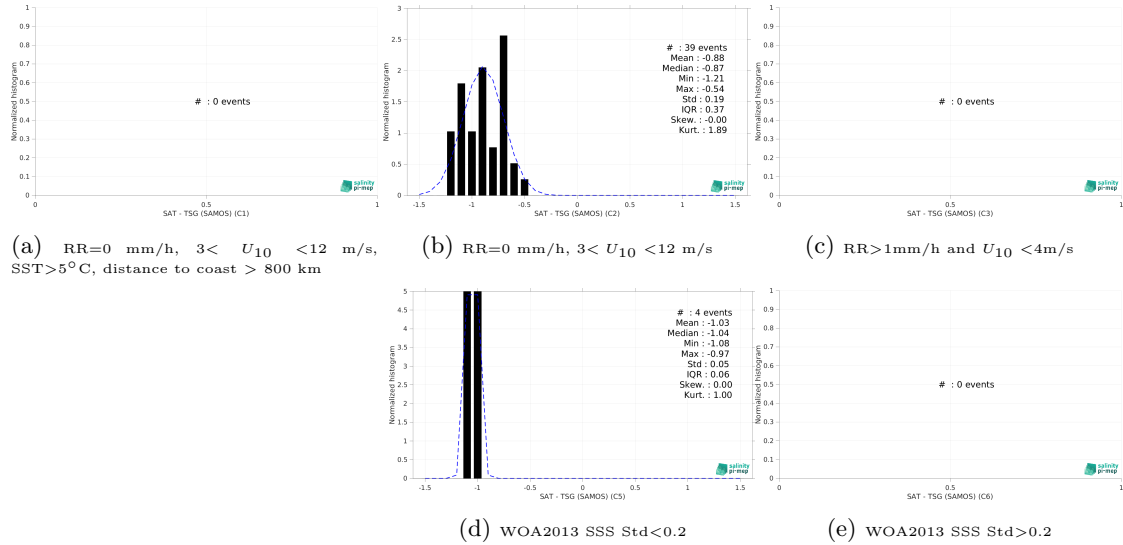 1
0.9
0.8
0.7
0.6
0.5
0.4
0.3
0.2
0.1
0
Normalized histogram
# : 0 events
0
0.5
1
SAT - TSG (SAMOS) (C1)
salinity
pi-mep
3
2.5
2
1.5
1
0.5
0
Normalized histogram
# : 39 events
Mean : -0.88
Median : -0.87
Min : -1.21
Max : -0.54
Std : 0.19
IQR : 0.37
Skew. : -0.00
Kurt. : 1.89
-1.5
-1
-0.5
0
0.5
1
1.5
SAT - TSG (SAMOS) (C2)
salinity
pi-mep
1
0.9
0.8
0.7
0.6
0.5
0.4
0.3
0.2
0.1
0
Normalized histogram
# : 0 events
0
0.5
1
SAT - TSG (SAMOS) (C3)
salinity
pi-mep
(a) RR=0 mm/h, 3< U10 <12 m/s,
SST>5°C, distance to coast > 800 km
(b) RR=0 mm/h, 3< U10 <12 m/s
(c) RR>1mm/h and U10 <4m/s
5
4.5
4
3.5
3
2.5
2
1.5
1
0.5
0
Normalized histogram
# : 4 events
Mean : -1.03
Median : -1.04
Min : -1.08
Max : -0.97
Std : 0.05
IQR : 0.06
Skew. : 0.00
Kurt. : 1.00
-1.5
-1
-0.5
0
0.5
1
1.5
SAT - TSG (SAMOS) (C5)
salinity
pi-mep
1
0.9
0.8
0.7
0.6
0.5
0.4
0.3
0.2
0.1
0
Normalized histogram
# : 0 events
0
0.5
1
SAT - TSG (SAMOS) (C6)
salinity
pi-mep
(d) WOA2013 SSS Std<0.2
(e) WOA2013 SSS Std>0.2